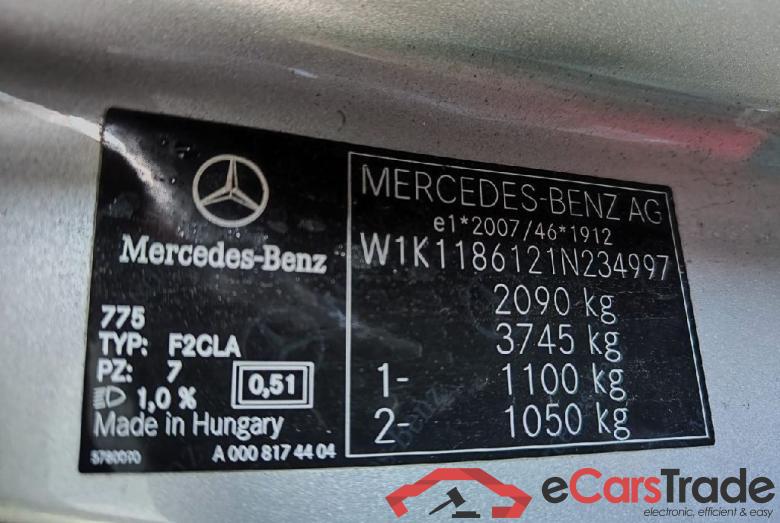 Mercedes-Benz
775
TYP: F2CLA
PZ: 7
1,0 %
0,51
Made in Hungary
5780070 A 000 817 44 04
MERCEDES-BENZ AG
e1*2007/46*1912
W1K1186121N234997
2090 kg
3745 kg
1- 1100 kg
2- 1050 kg
eCarsTrade
electronic, efficient & easy